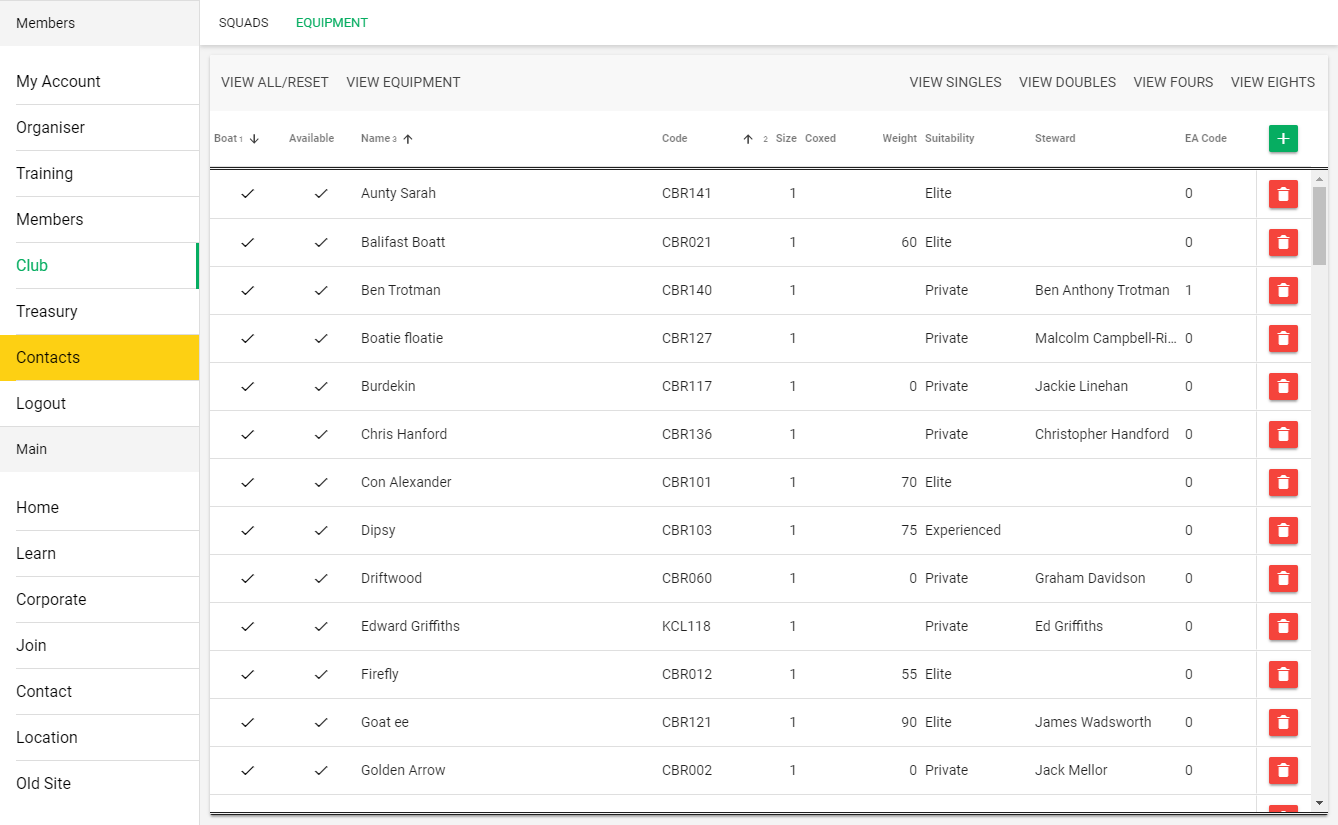 Members
My Account
Organiser
Training
Members
Club
Treasury
Contacts
Logout
Main
Home
Learn
Corporate
Join
Contact
Location
Old Site
SQUADS EQUIPMENT
VIEW ALL/RESET VIEW EQUIPMENT VIEW SINGLES VIEW DOUBLES VIEW FOURS VIEW EIGHTS
Boat 1 Available Name 3 Code 2 Size Coxed Weight Suitability Steward EA Code
Aunty Sarah CBR141 1 Elite 0
Balifast Boatt CBR021 1 60 Elite 0
Ben Trotman CBR140 1 Private Ben Anthony Trotman 1
Boatie floatie CBR127 1 Private Malcolm Campbell-Ri... 0
Burdekin CBR117 1 0 Private Jackie Linehan 0
Chris Hanford CBR136 1 Private Christopher Handford 0
Con Alexander CBR101 1 70 Elite 0
Dipsy CBR103 1 75 Experienced 0
Driftwood CBR060 1 0 Private Graham Davidson 0
Edward Griffiths KCL118 1 Private Ed Griffiths 0
Firefly CBR012 1 55 Elite 0
Goat ee CBR121 1 90 Elite James Wadsworth 0
Golden Arrow CBR002 1 0 Private Jack Mellor 0